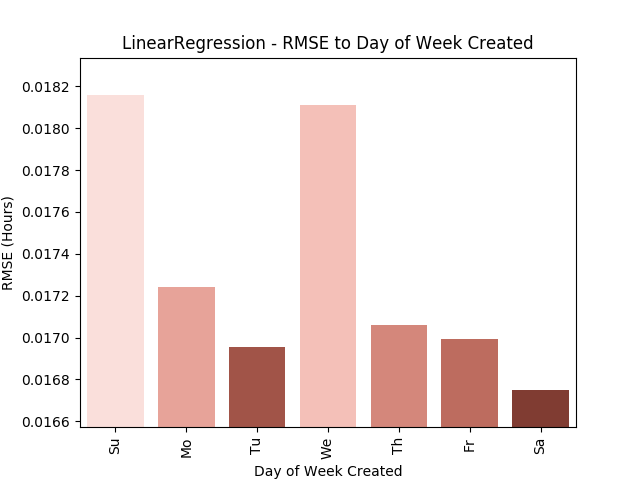 LinearRegression - RMSE to Day of Week Created
RMSE (Hours)
0.0182
0.0180
0.0178
0.0176
0.0174
0.0172
0.0170
0.0168
0.0166
Su
Mo
Tu
We
Th
Fr
Sa
Day of Week Created